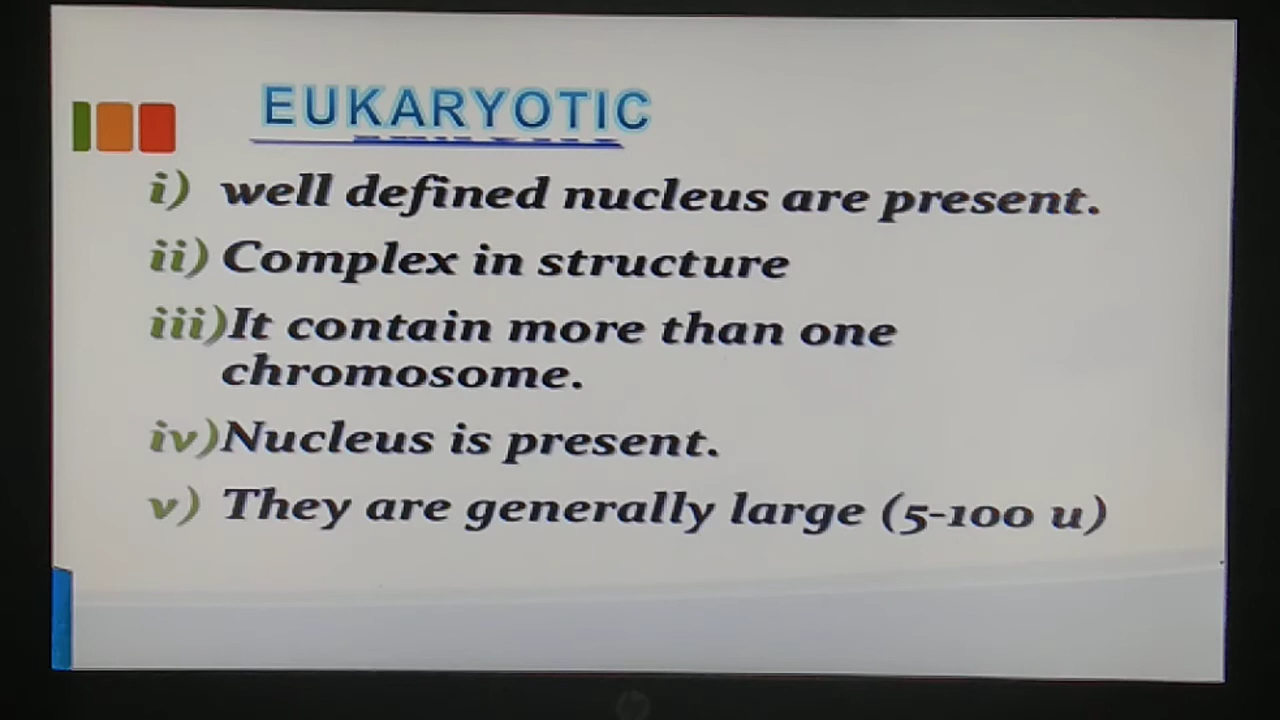 EUKARYOTIC
i) well defined nucleus are present.
ii) Complex in structure
iii)It contain more than one
chromosome.
iv)Nucleus is present.
v) They are generally large (5-100 u)